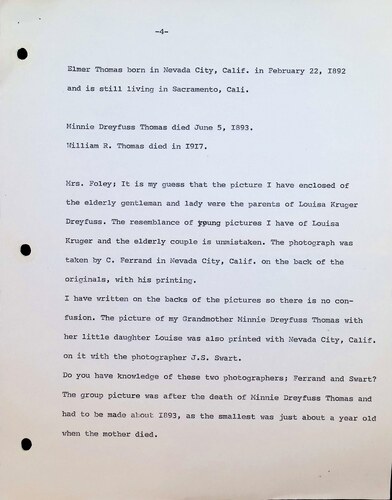 -4-
Elmer Thomas born in Nevada City, Calif. in February 22, I892
and is still living in Sacramento, Cali.
Minnie Dreyfuss Thomas died June 5, I893.
William R. Thomas died in I9I7.
Mrs. Foley; It is my guess that the picture I have enclosed of
the elderly gentleman and lady were the parents of Louisa Kruger
Dreyfuss. The resemblance of young pictures I have of Louisa
Kruger and the elderly couple is unmistaken. The photograph was
taken by C. Ferrand in Nevada City, Calif. on the back of the
originals, with his printing.
I have written on the backs of the pictures so there is no con-
fusion. The picture of my Grandmother Minnie Dreyfuss Thomas with
her little daughter Louise was also printed with Nevada City, Calif.
on it with the photographer J.S. Swart.
Do you have knowledge of these two photographers; Ferrand and Swart?
The group picture was after the death of Minnie Dreyfuss Thomas and
had to be made about I893, as the smallest was just about a year old
when the mother died.